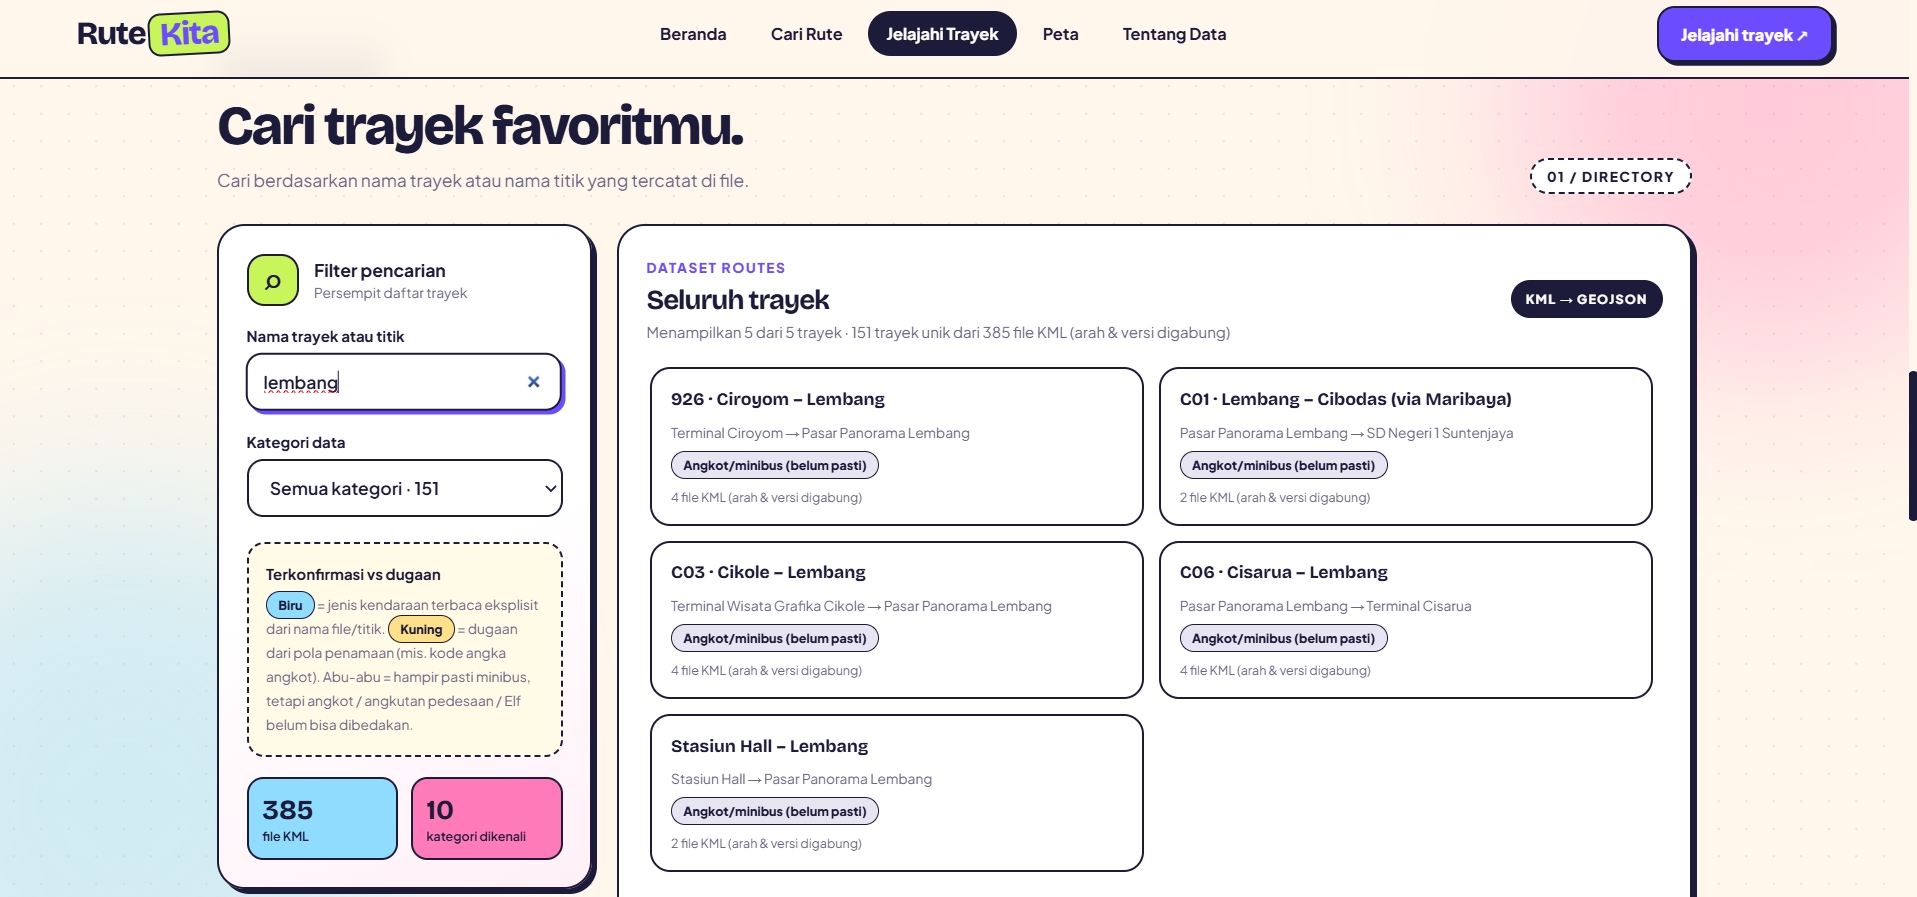 Rute Kita
Beranda
Cari Rute
Jelajahi Trayek
Peta
Tentang Data
Jelajahi trayek ↗
Cari trayek favoritmu.
Cari berdasarkan nama trayek atau nama titik yang tercatat di file.
01 / DIRECTORY
Filter pencarian
Persempit daftar trayek
Nama trayek atau titik
lembang
Kategori data
Semua kategori · 151
Terkonfirmasi vs dugaan
Biru = jenis kendaraan terbaca eksplisit
dari nama file/titik. Kuning = dugaan
dari pola penamaan (mis. kode angka
angkot). Abu-abu = hampir pasti minibus,
tetapi angkot / angkutan pedesaan / Elf
belum bisa dibedakan.
385
file KML
10
kategori dikenali
DATASET ROUTES
Seluruh trayek
Menampilkan 5 dari 5 trayek · 151 trayek unik dari 385 file KML (arah & versi digabung)
KML → GEOJSON
926 · Ciroyom – Lembang
Terminal Ciroyom → Pasar Panorama Lembang
Angkot/minibus (belum pasti)
4 file KML (arah & versi digabung)
C01 · Lembang – Cibodas (via Maribaya)
Pasar Panorama Lembang → SD Negeri 1 Suntenjaya
Angkot/minibus (belum pasti)
2 file KML (arah & versi digabung)
C03 · Cikole – Lembang
Terminal Wisata Grafika Cikole → Pasar Panorama Lembang
Angkot/minibus (belum pasti)
4 file KML (arah & versi digabung)
C06 · Cisarua – Lembang
Pasar Panorama Lembang → Terminal Cisarua
Angkot/minibus (belum pasti)
4 file KML (arah & versi digabung)
Stasiun Hall – Lembang
Stasiun Hall → Pasar Panorama Lembang
Angkot/minibus (belum pasti)
2 file KML (arah & versi digabung)